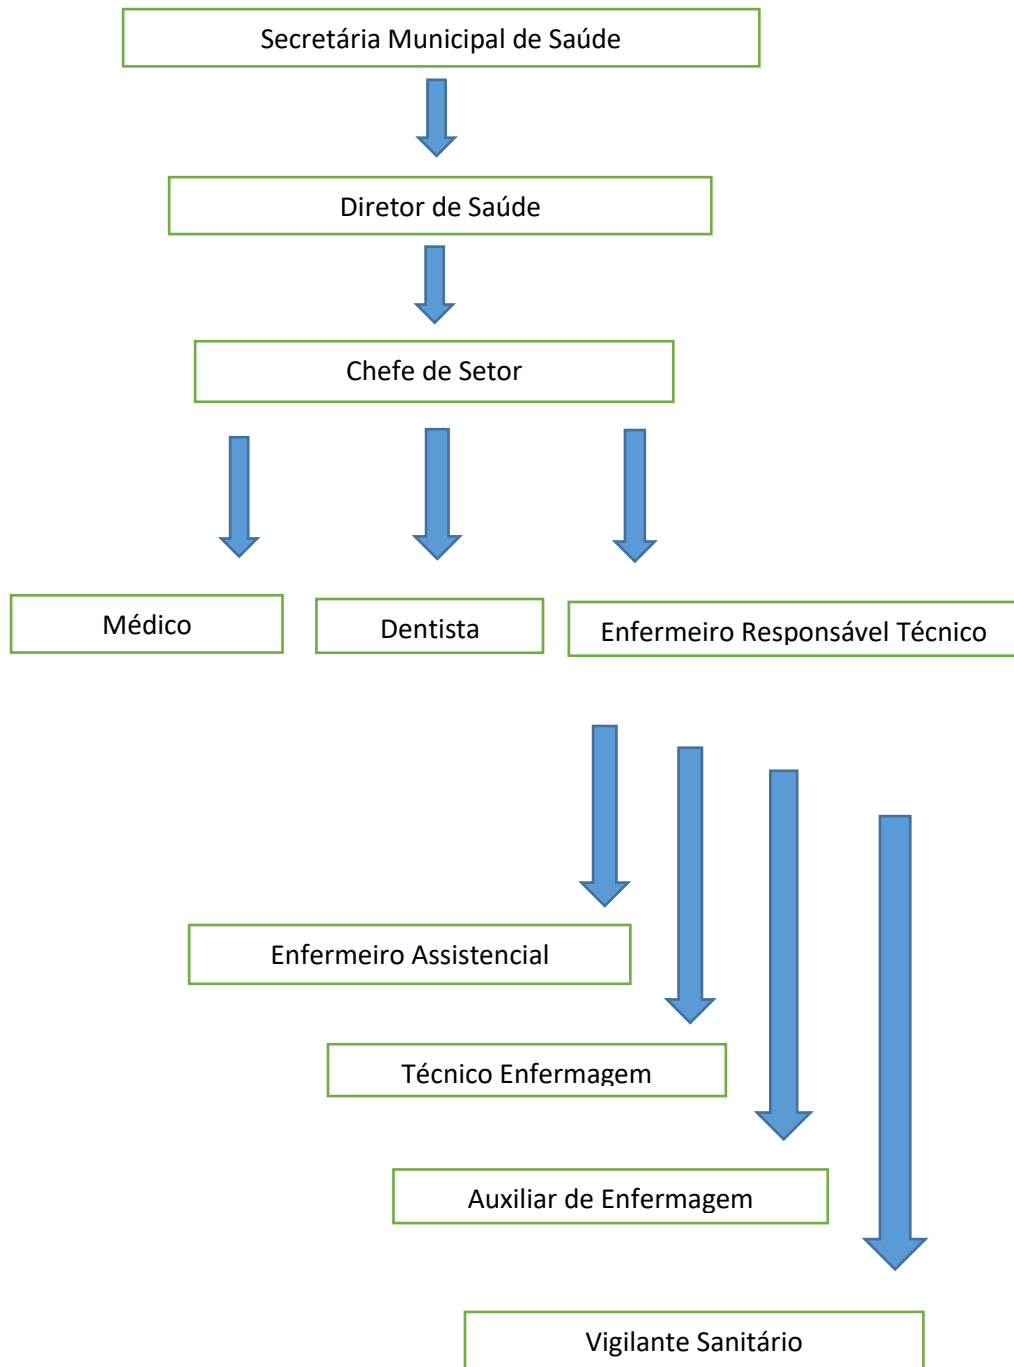 Secretária Municipal de Saúde
Diretor de Saúde
Chefe de Setor
Médico
Dentista
Enfermeiro Responsável Técnico
Enfermeiro Assistencial
Técnico Enfermagem
Auxiliar de Enfermagem
Vigilante Sanitário